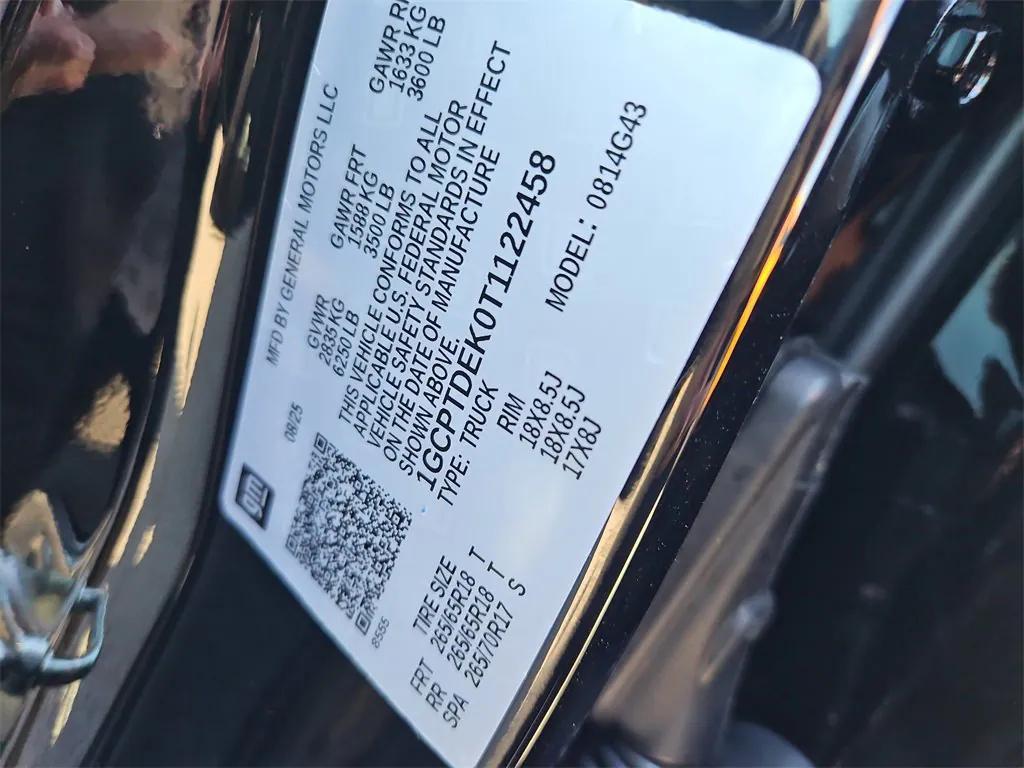 gm
08/25
MFD BY GENERAL MOTORS LLC
GVWR
2835 KG
6250 LB
GAWR FRT
1588 KG
3500 LB
GAWR R
1633 KG
3600 LB
THIS VEHICLE CONFORMS TO ALL
APPLICABLE U.S. FEDERAL MOTOR
VEHICLE SAFETY STANDARDS IN EFFECT
ON THE DATE OF MANUFACTURE
SHOWN ABOVE.
1GCPTDEK0T1122458
TYPE: TRUCK
MODEL: 0814G43
8555
TIRE SIZE RIM
FRT 265/65R18 T 18X8.5J
RR 265/65R18 T 18X8.5J
SPA 265/70R17 S 17X8J